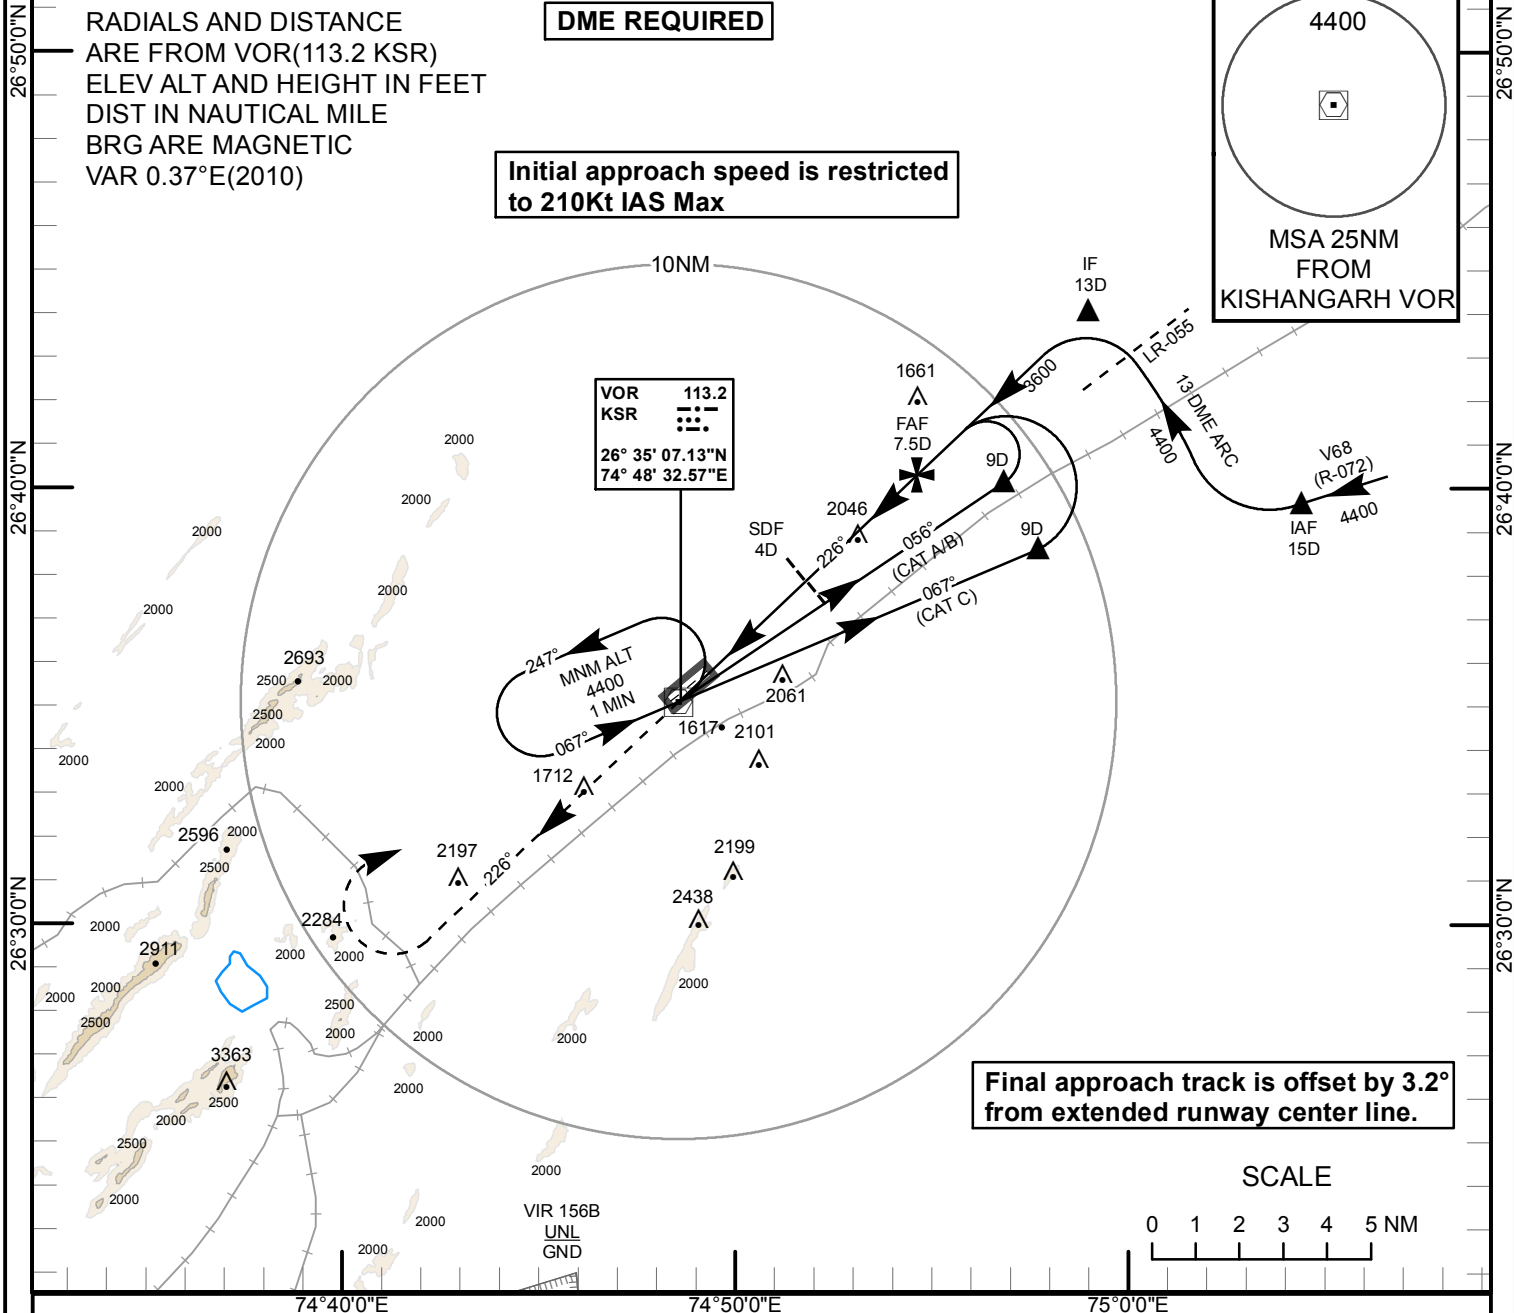 RADIALS AND DISTANCE
ARE FROM VOR(113.2 KSR)
ELEV ALT AND HEIGHT IN FEET
DIST IN NAUTICAL MILE
BRG ARE MAGNETIC
VAR 0.37°E(2010)
DME REQUIRED
Initial approach speed is restricted
to 210Kt IAS Max
4400
MSA 25NM
FROM
KISHANGARH VOR
26°50'0"N
26°50'0"N
10NM
IF
13D
LR-055
3600
13 DME ARC
4400
V68
(R-072)
4400
IAF
15D
1661
FAF
7.5D
9D
9D
VOR 113.2
KSR
26° 35' 07.13"N
74° 48' 32.57"E
26°40'0"N
26°40'0"N
2000
2000
2000
2000
2000
2046
SDF
4D
226°
056°
(CAT A/B)
067°
(CAT C)
247°
MNM ALT
4400
1 MIN
067°
2693
2500
2000
2500
2000
2000
2000
2061
1617
2101
1712
2596
2000
2500
2197
226°
2199
2438
2284
2000
2000
2000
2911
2000
2000
2500
2000
2500
2000
2000
2000
26°30'0"N
26°30'0"N
3363
2500
2000
2500
2000
2000
2000
2000
2000
Final approach track is offset by 3.2°
from extended runway center line.
SCALE
0 1 2 3 4 5 NM
VIR 156B
UNL
GND
74°40'0"E
74°50'0"E
75°0'0"E